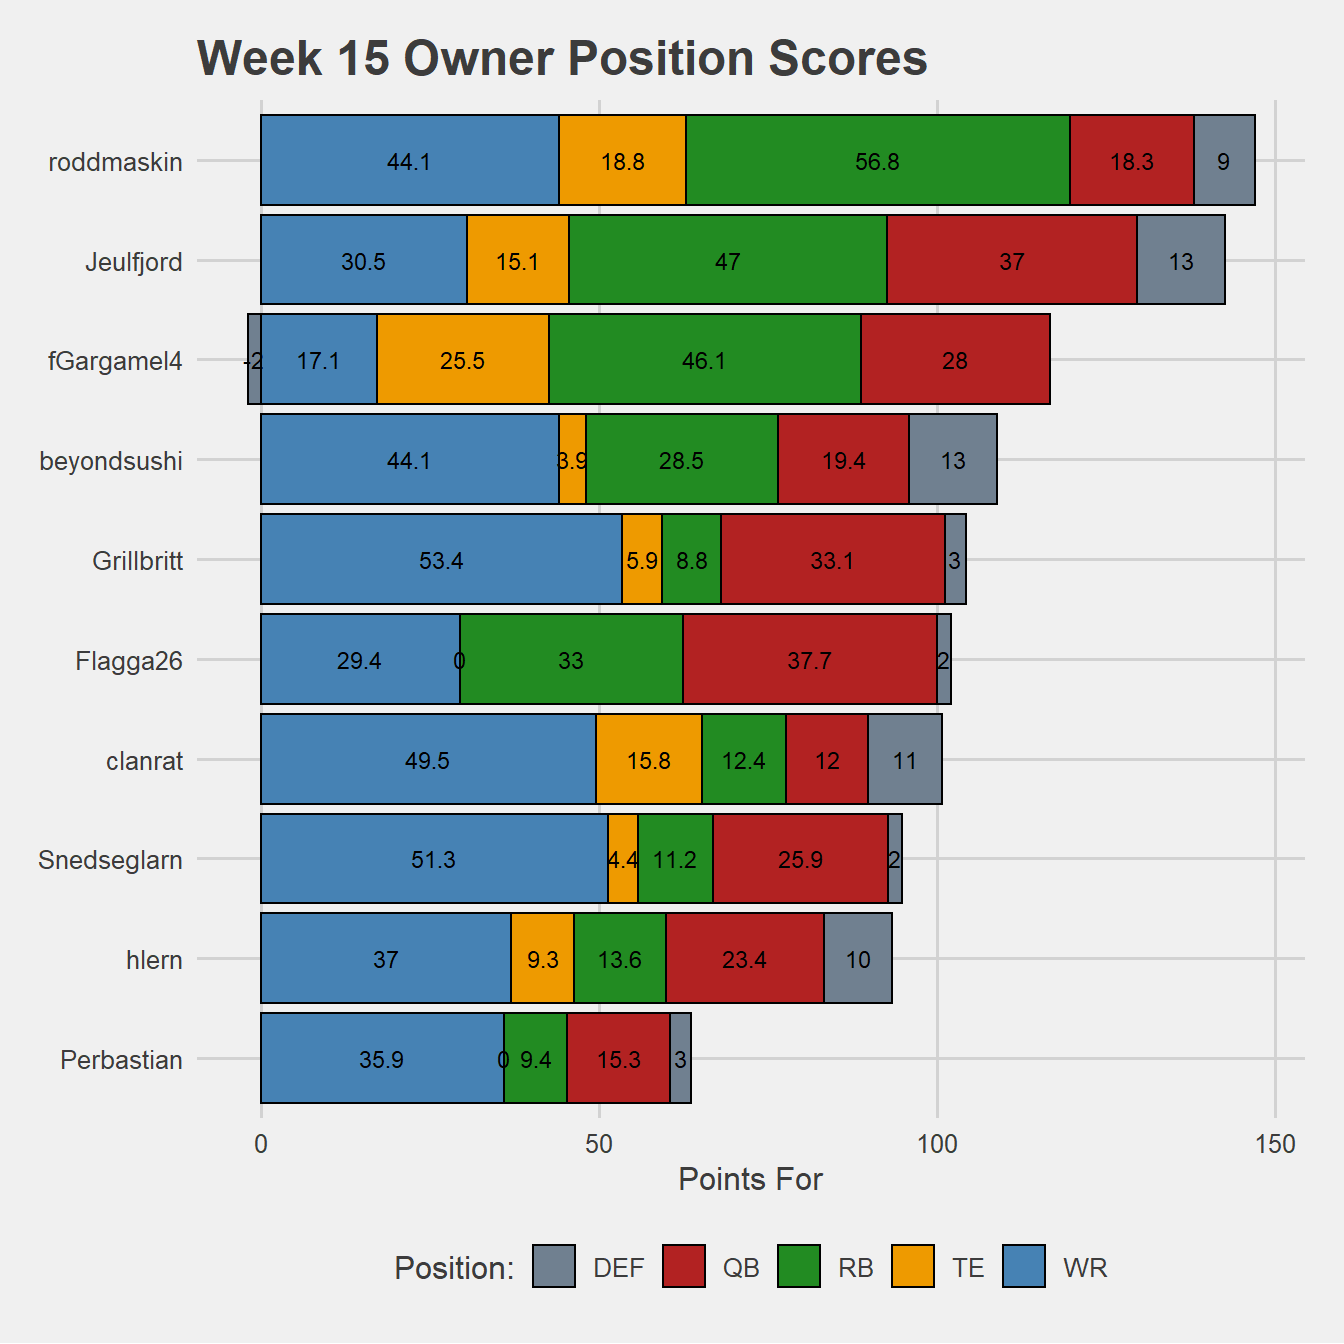 Week 15 Owner Position Scores
roddmaskin 44.1 18.8 56.8 18.3 9
Jeulfjord 30.5 15.1 47 37 13
fGargamel4 -2 17.1 25.5 46.1 28
beyondsushi 44.1 3.9 28.5 19.4 13
Grillbritt 53.4 5.9 8.8 33.1 3
Flagga26 29.4 0 33 37.7 2
clanrat 49.5 15.8 12.4 12 11
Snedseglarn 51.3 4.4 11.2 25.9 2
hlern 37 9.3 13.6 23.4 10
Perbastian 35.9 0 9.4 15.3 3
0 50 100 150
Points For
Position: DEF QB RB TE WR